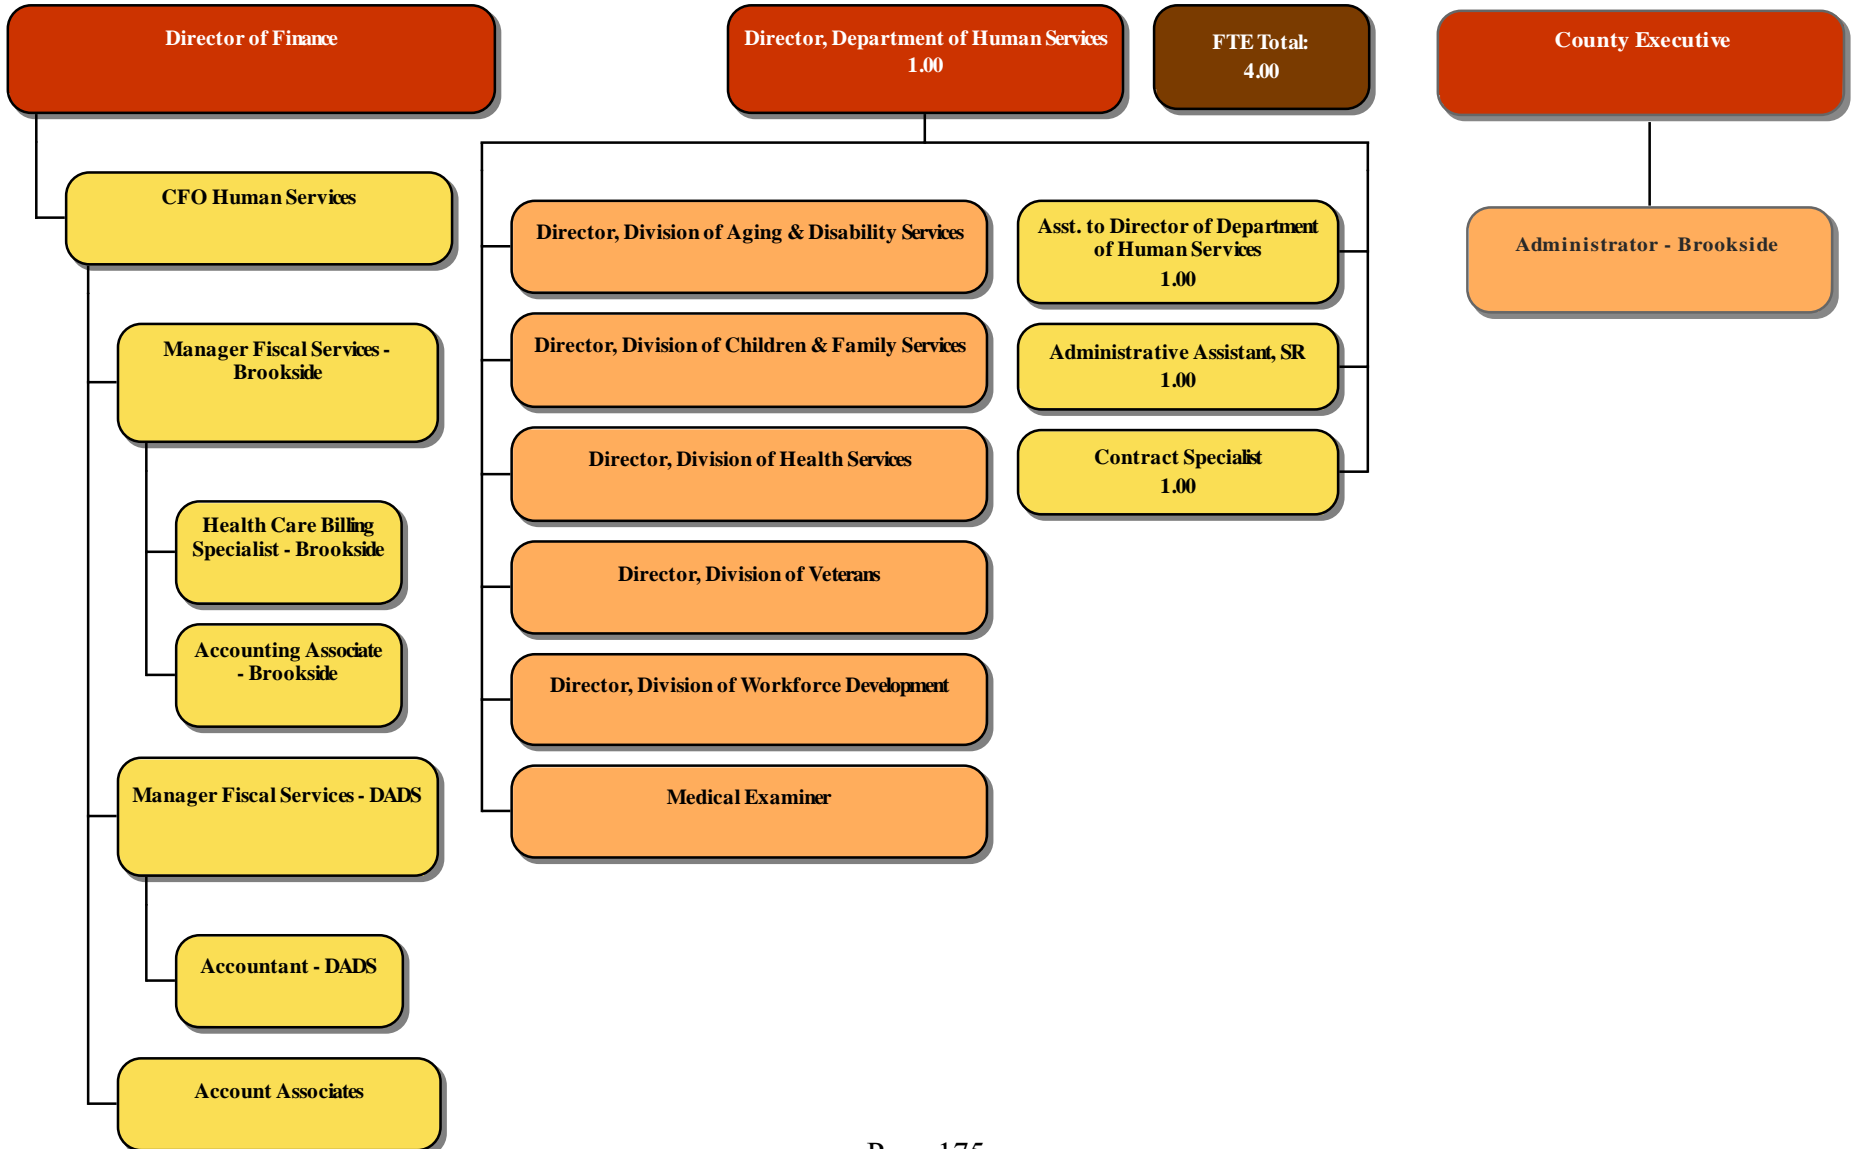 Director of Finance
Director, Department of Human Services
1.00
FTE Total:
4.00
County Executive
CFO Human Services
Manager Fiscal Services -
Brookside
Health Care Billing
Specialist - Brookside
Accounting Associate
- Brookside
Manager Fiscal Services - DADS
Accountant - DADS
Account Associates
Director, Division of Aging & Disability Services
Director, Division of Children & Family Services
Director, Division of Health Services
Director, Division of Veterans
Director, Division of Workforce Development
Medical Examiner
Asst. to Director of Department
of Human Services
1.00
Administrative Assistant, SR
1.00
Contract Specialist
1.00
Administrator - Brookside